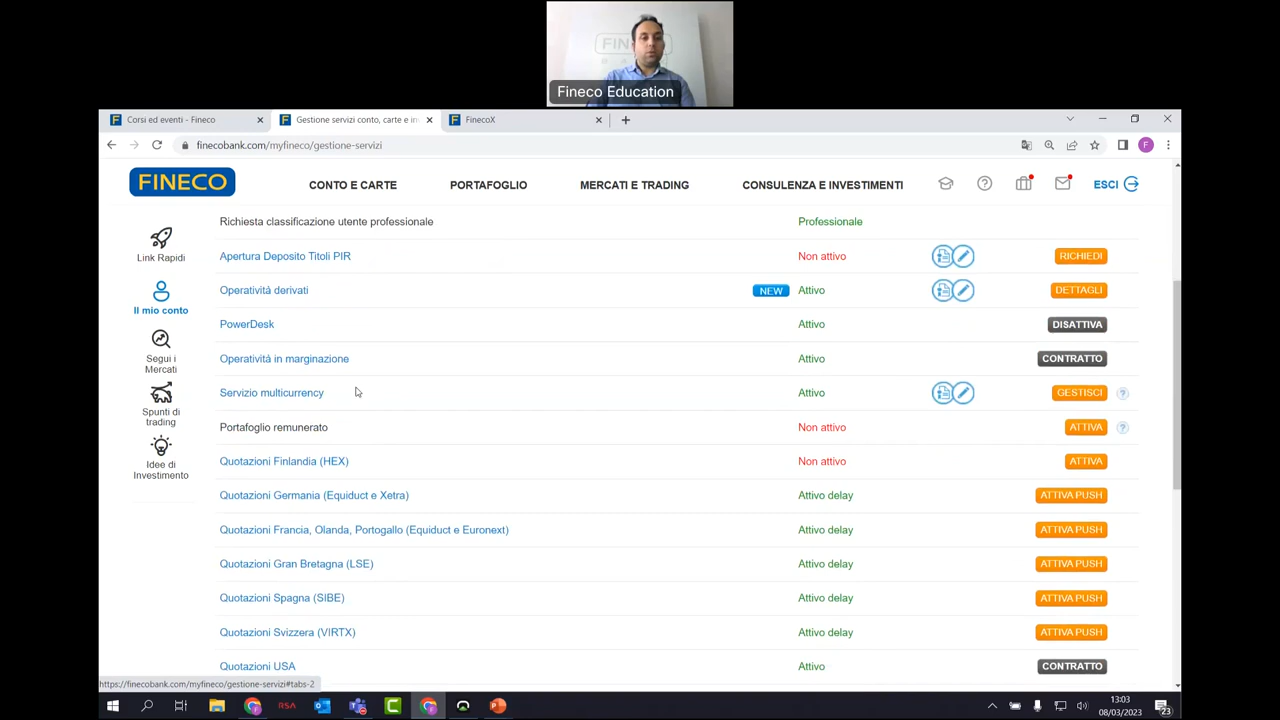 FINECO
Fineco Education
Corsi ed eventi - Fineco
Gestione servizi conto, carte e in
FinecoX
finecobank.com/myfineco/gestione-servizi
FINECO
CONTO E CARTE
PORTAFOGLIO
MERCATI E TRADING
CONSULENZA E INVESTIMENTI
ESCI
Link Rapidi
Il mio conto
Segui i
Mercati
Spunti di
trading
Idee di
Investimento
Richiesta classificazione utente professionale Professionale
Apertura Deposito Titoli PIR Non attivo RICHIEDI
Operatività derivati NEW Attivo DETTAGLI
PowerDesk Attivo DISATTIVA
Operatività in marginazione Attivo CONTRATTO
Servizio multicurrency Attivo GESTISCI ?
Portafoglio remunerato Non attivo ATTIVA ?
Quotazioni Finlandia (HEX) Non attivo ATTIVA
Quotazioni Germania (Equiduct e Xetra) Attivo delay ATTIVA PUSH
Quotazioni Francia, Olanda, Portogallo (Equiduct e Euronext) Attivo delay ATTIVA PUSH
Quotazioni Gran Bretagna (LSE) Attivo delay ATTIVA PUSH
Quotazioni Spagna (SIBE) Attivo delay ATTIVA PUSH
Quotazioni Svizzera (VIRTX) Attivo delay ATTIVA PUSH
Quotazioni USA Attivo CONTRATTO
https://finecobank.com/myfineco/gestione-servizi#tabs-2
RSA
13:03
08/03/2023
23